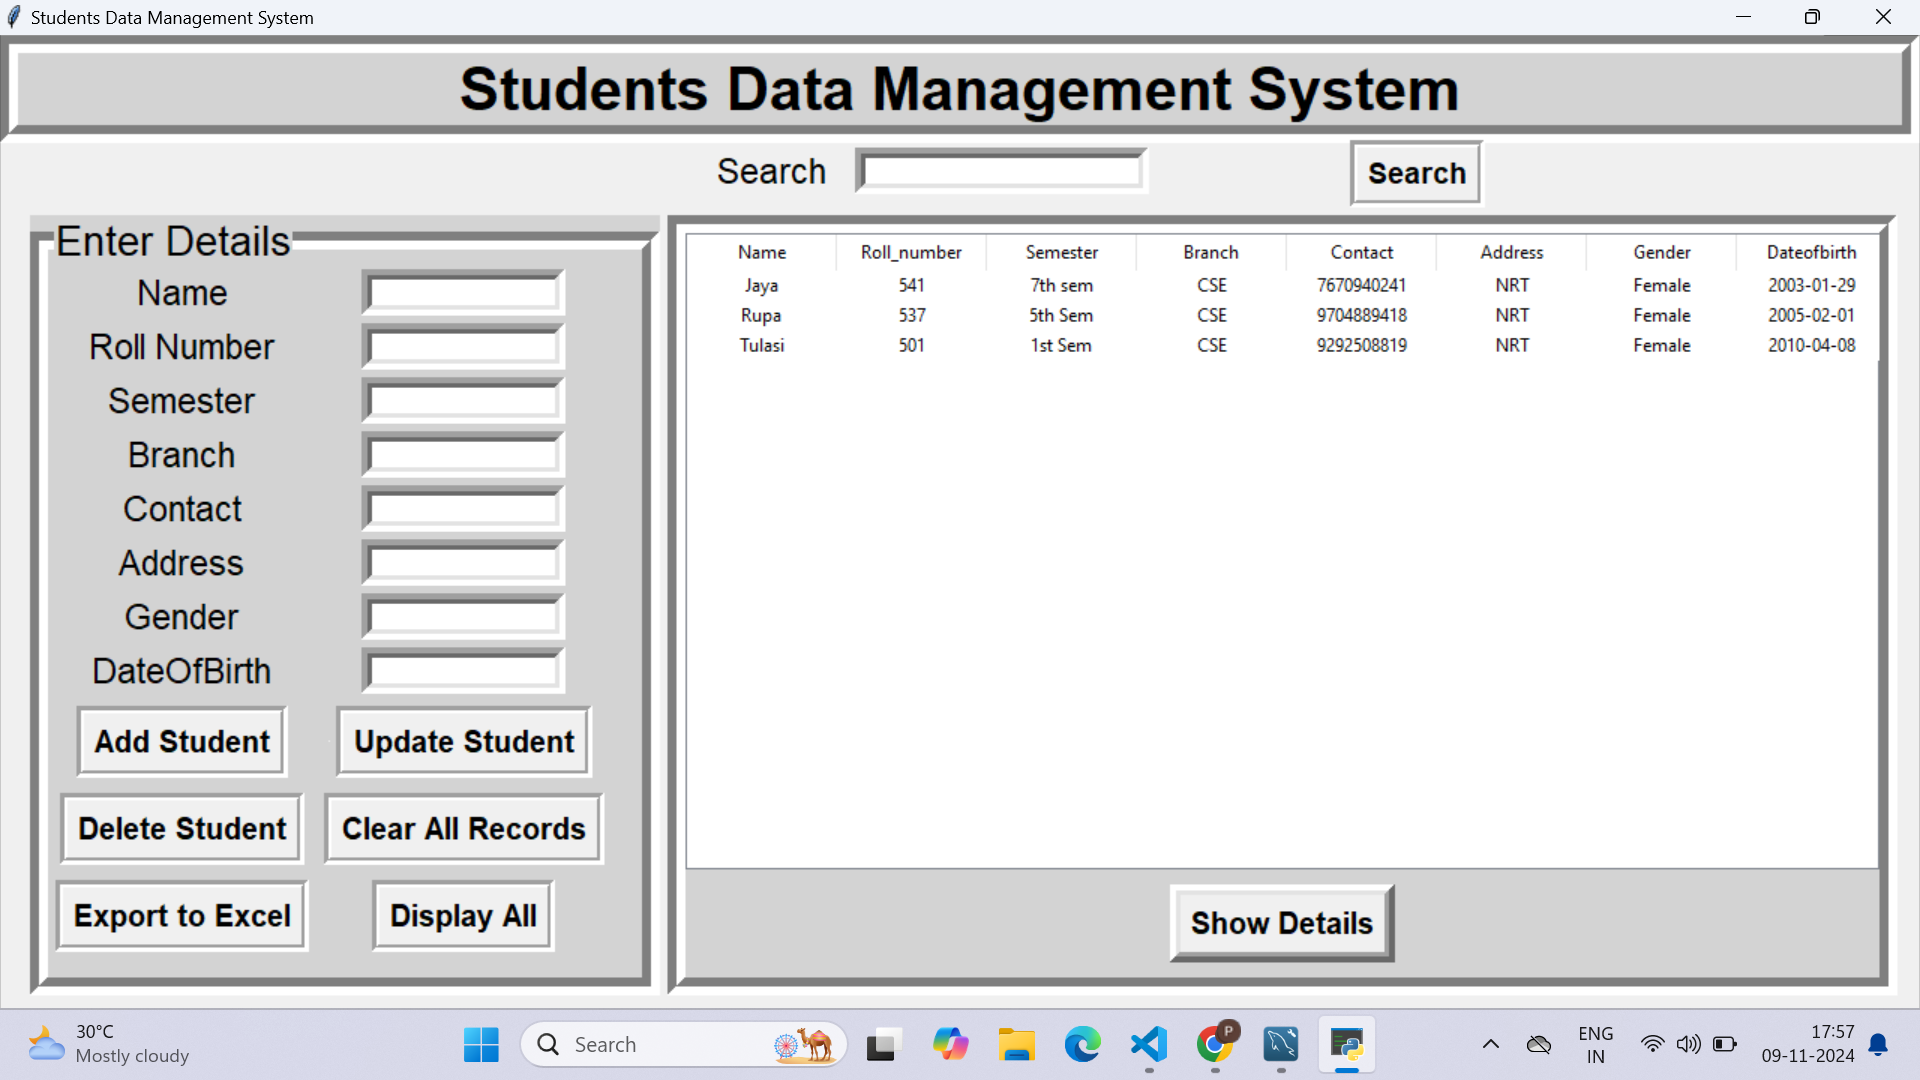 Students Data Management System
Students Data Management System
Search Search
Enter Details
Name
Roll Number
Semester
Branch
Contact
Address
Gender
DateOfBirth
Add Student Update Student
Delete Student Clear All Records
Export to Excel Display All
Name Roll_number Semester Branch Contact Address Gender Dateofbirth
Jaya 541 7th sem CSE 7670940241 NRT Female 2003-01-29
Rupa 537 5th Sem CSE 9704889418 NRT Female 2005-02-01
Tulasi 501 1st Sem CSE 9292508819 NRT Female 2010-04-08
Show Details
30°C
Mostly cloudy
Search
P
ENG
IN
17:57
09-11-2024